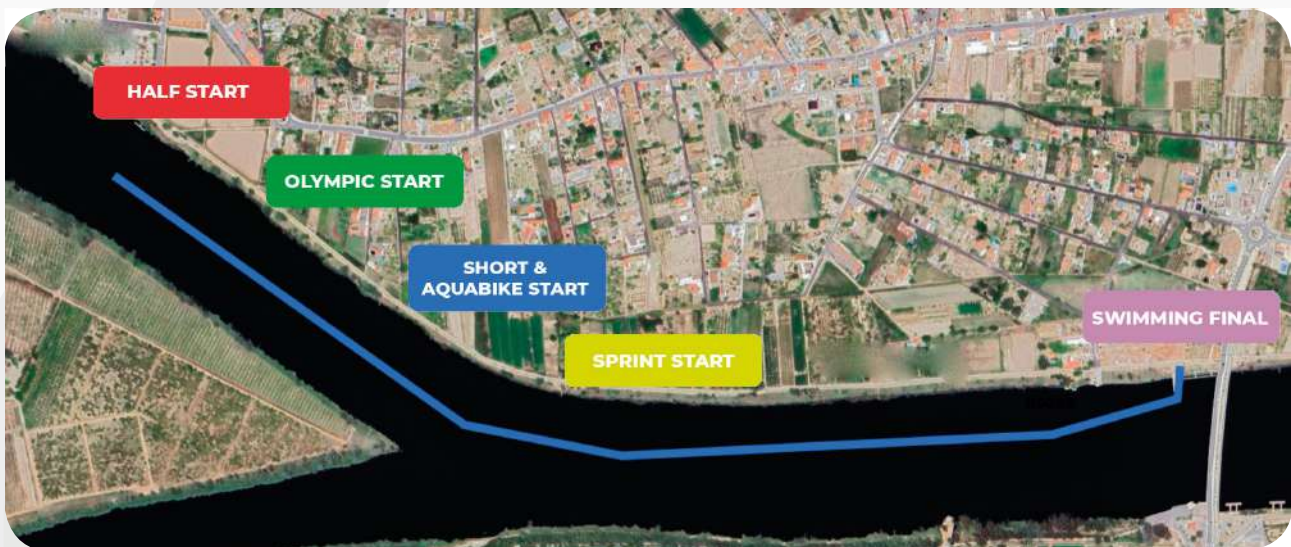 HALF START
OLYMPIC START
SHORT &
AQUABIKE START
SPRINT START
SWIMMING FINAL